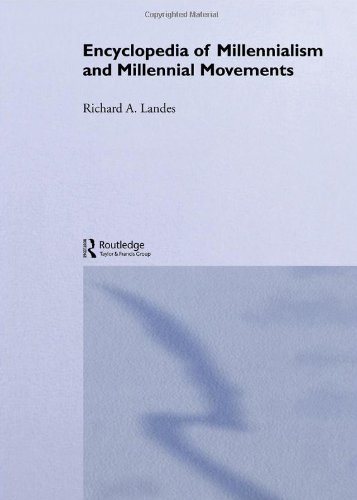 Copyrighted Material
Encyclopedia of Millennialism
and Millennial Movements
Richard A. Landes
Routledge
Taylor & Francis Group